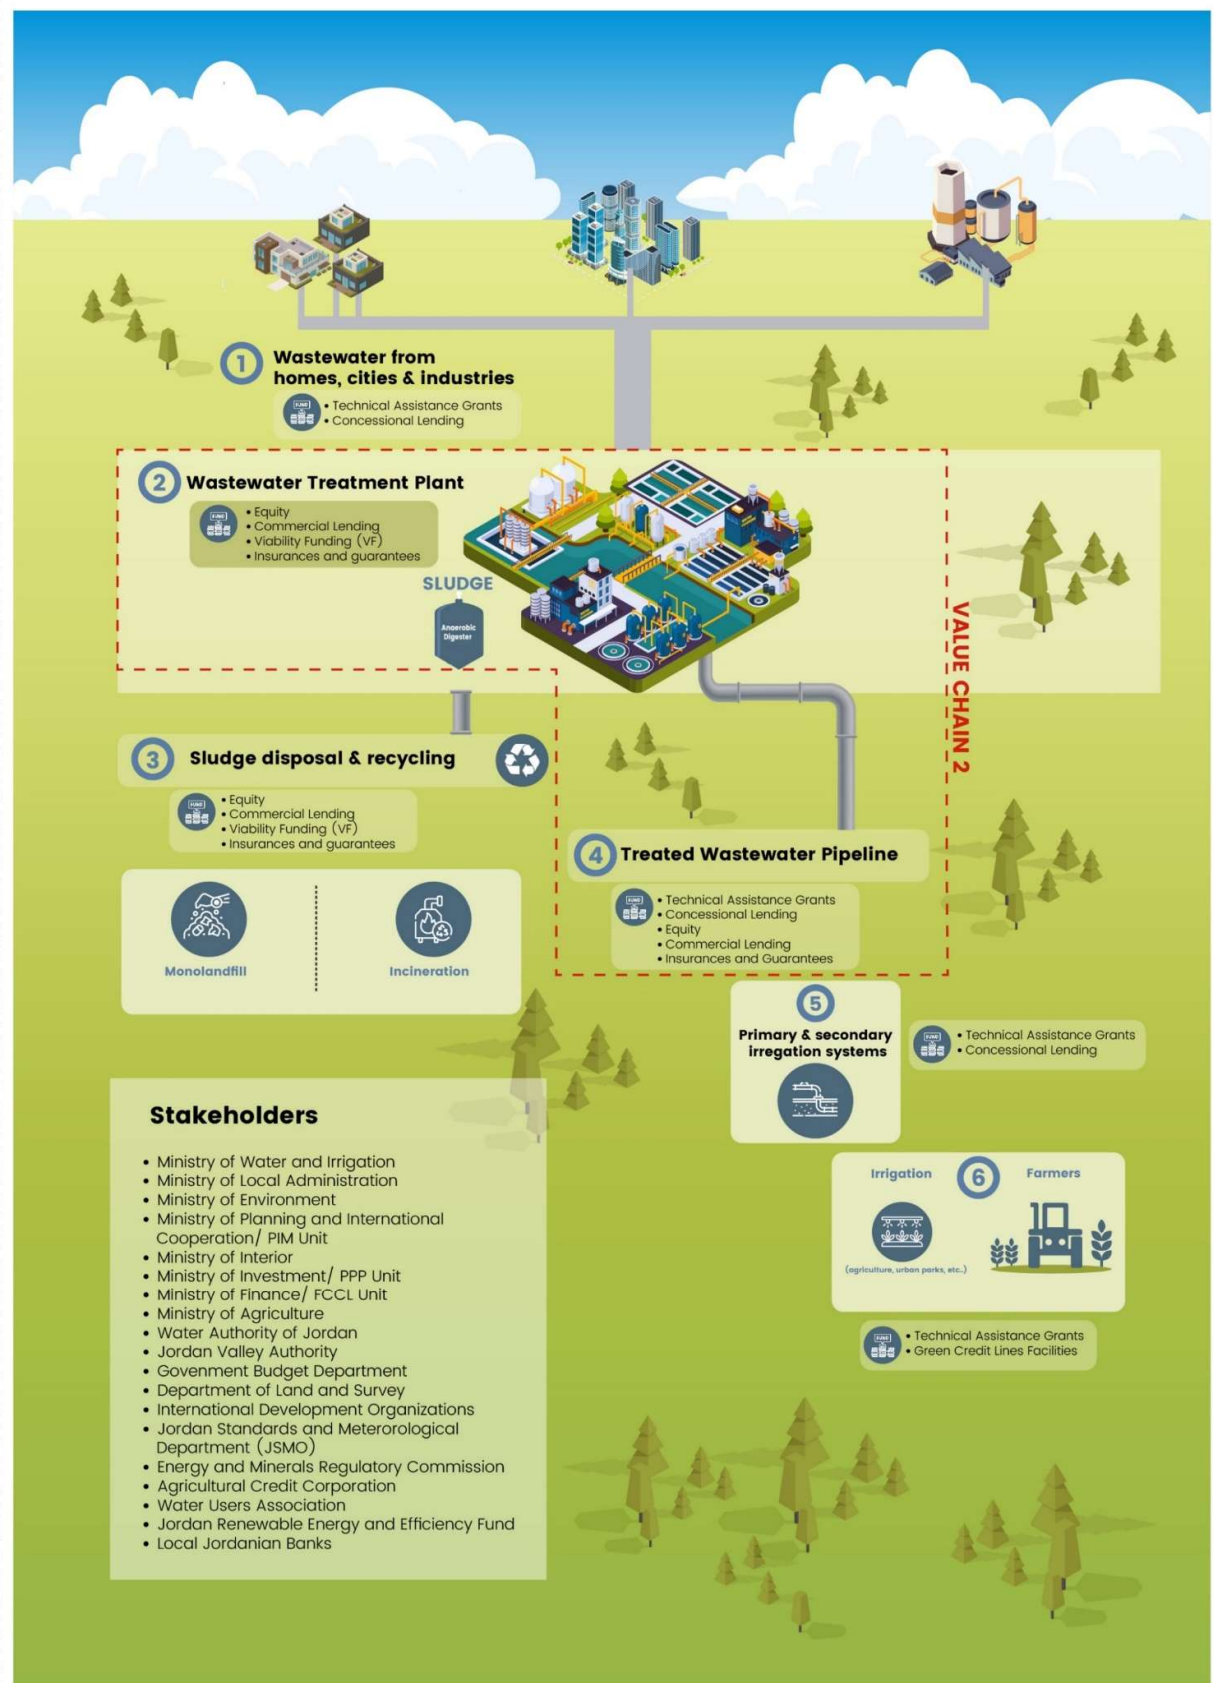 1
Wastewater from
homes, cities & industries
FUND
• Technical Assistance Grants
• Concessional Lending
2
Wastewater Treatment Plant
FUND
• Equity
• Commercial Lending
• Viability Funding (VF)
• Insurances and guarantees
SLUDGE
Anaerobic
Digester
VALUE CHAIN 2
3
Sludge disposal & recycling
FUND
• Equity
• Commercial Lending
• Viability Funding (VF)
• Insurances and guarantees
Monolandfill
Incineration
4
Treated Wastewater Pipeline
FUND
• Technical Assistance Grants
• Concessional Lending
• Equity
• Commercial Lending
• Insurances and Guarantees
5
Primary & secondary
irregation systems
FUND
• Technical Assistance Grants
• Concessional Lending
Irrigation
6
Farmers
(agriculture, urban parks, etc..)
FUND
• Technical Assistance Grants
• Green Credit Lines Facilities
Stakeholders
• Ministry of Water and Irrigation
• Ministry of Local Administration
• Ministry of Environment
• Ministry of Planning and International
Cooperation/ PIM Unit
• Ministry of Interior
• Ministry of Investment/ PPP Unit
• Ministry of Finance/ FCCL Unit
• Ministry of Agriculture
• Water Authority of Jordan
• Jordan Valley Authority
• Govenment Budget Department
• Department of Land and Survey
• International Development Organizations
• Jordan Standards and Meterorological
Department (JSMO)
• Energy and Minerals Regulatory Commission
• Agricultural Credit Corporation
• Water Users Association
• Jordan Renewable Energy and Efficiency Fund
• Local Jordanian Banks